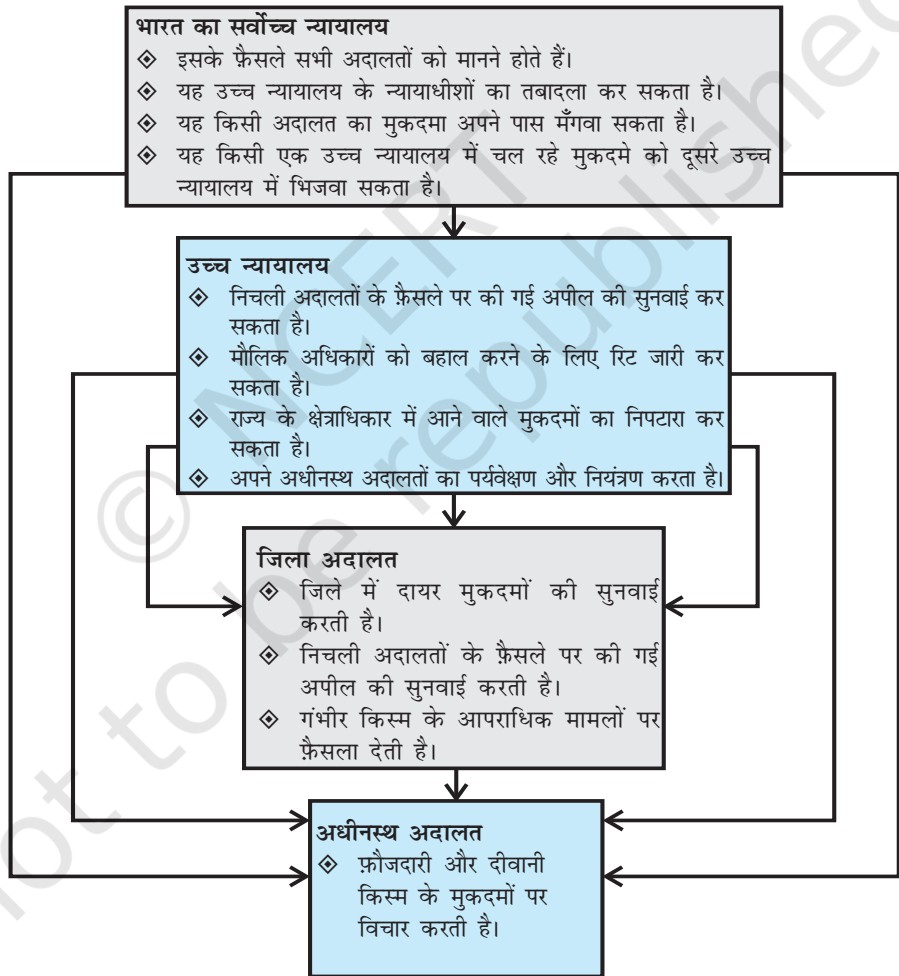 भारत का सर्वोच्च न्यायालय
◈ इसके फ़ैसले सभी अदालतों को मानने होते हैं।
◈ यह उच्च न्यायालय के न्यायाधीशों का तबादला कर सकता है।
◈ यह किसी अदालत का मुकदमा अपने पास मँगवा सकता है।
◈ यह किसी एक उच्च न्यायालय में चल रहे मुकदमे को दूसरे उच्च
न्यायालय में भिजवा सकता है।
उच्च न्यायालय
◈ निचली अदालतों के फ़ैसले पर की गई अपील की सुनवाई कर
सकता है।
◈ मौलिक अधिकारों को बहाल करने के लिए रिट जारी कर
सकता है।
◈ राज्य के क्षेत्राधिकार में आने वाले मुकदमों का निपटारा कर
सकता है।
◈ अपने अधीनस्थ अदालतों का पर्यवेक्षण और नियंत्रण करता है।
जिला अदालत
◈ जिले में दायर मुकदमों की सुनवाई
करती है।
◈ निचली अदालतों के फ़ैसले पर की गई
अपील की सुनवाई करती है।
◈ गंभीर किस्म के आपराधिक मामलों पर
फ़ैसला देती है।
अधीनस्थ अदालत
◈ फ़ौजदारी और दीवानी
किस्म के मुकदमों पर
विचार करती है।
© NCERT
not to be republished